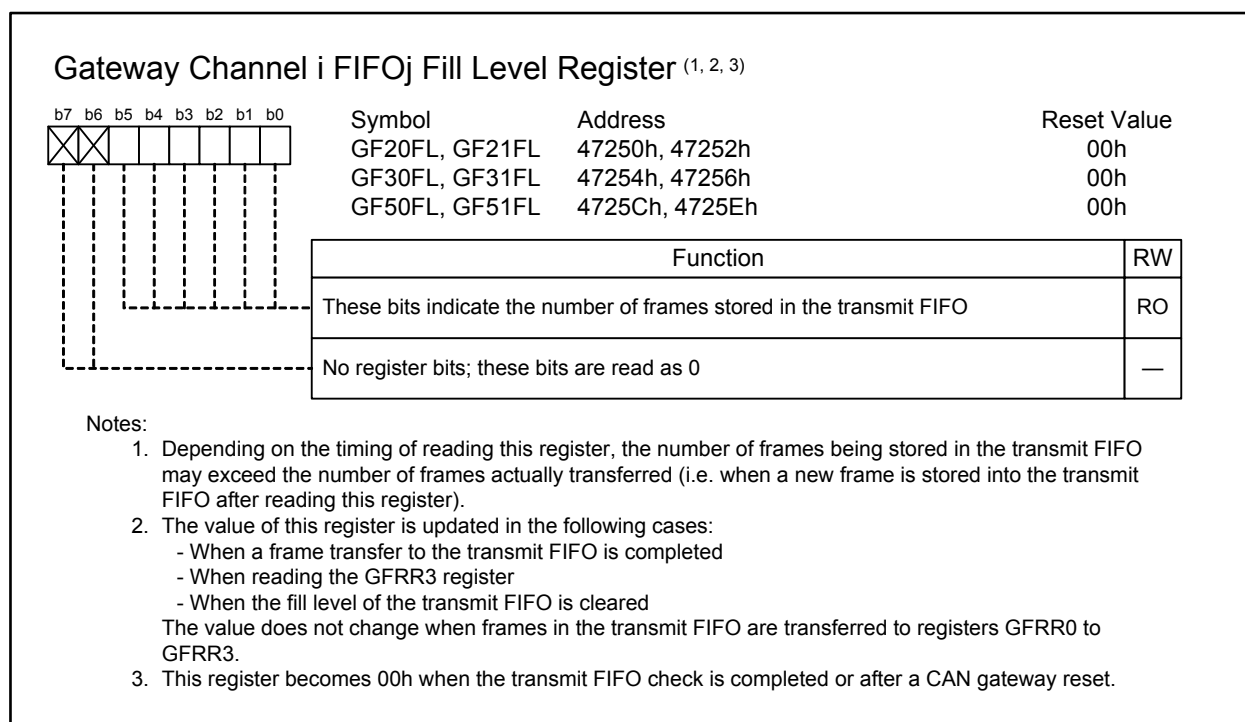 Gateway Channel i FIFOj Fill Level Register (1, 2, 3)
b7 b6 b5 b4 b3 b2 b1 b0
Symbol Address Reset Value
GF20FL, GF21FL 47250h, 47252h 00h
GF30FL, GF31FL 47254h, 47256h 00h
GF50FL, GF51FL 4725Ch, 4725Eh 00h
Function RW
These bits indicate the number of frames stored in the transmit FIFO RO
No register bits; these bits are read as 0 —
Notes:
1. Depending on the timing of reading this register, the number of frames being stored in the transmit FIFO
may exceed the number of frames actually transferred (i.e. when a new frame is stored into the transmit
FIFO after reading this register).
2. The value of this register is updated in the following cases:
- When a frame transfer to the transmit FIFO is completed
- When reading the GFRR3 register
- When the fill level of the transmit FIFO is cleared
The value does not change when frames in the transmit FIFO are transferred to registers GFRR0 to
GFRR3.
3. This register becomes 00h when the transmit FIFO check is completed or after a CAN gateway reset.